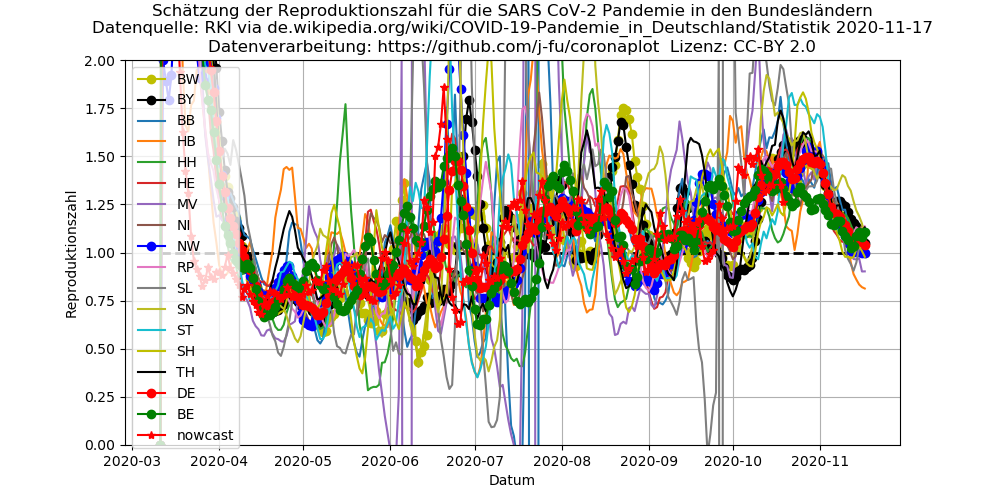 Schätzung der Reproduktionszahl für die SARS CoV-2 Pandemie in den Bundesländern
Datenquelle: RKI via de.wikipedia.org/wiki/COVID-19-Pandemie_in_Deutschland/Statistik 2020-11-17
Datenverarbeitung: https://github.com/j-fu/coronaplot Lizenz: CC-BY 2.0
Reproduktionszahl
2.00
1.75
1.50
1.25
1.00
0.75
0.50
0.25
0.00
BW
BY
BB
HB
HH
HE
MV
NI
NW
RP
SL
SN
ST
SH
TH
DE
BE
nowcast
2020-03 2020-04 2020-05 2020-06 2020-07 2020-08 2020-09 2020-10 2020-11
Datum